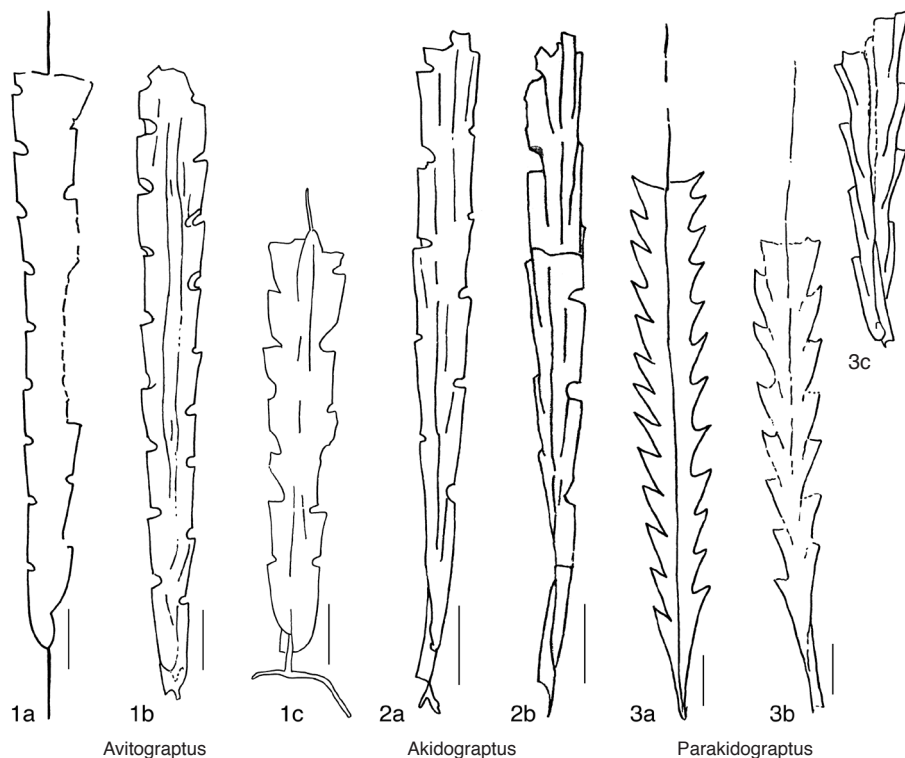 3c
1a
1b
1c
2a
2b
3a
3b
Avitograptus
Akidograptus
Parakidograptus